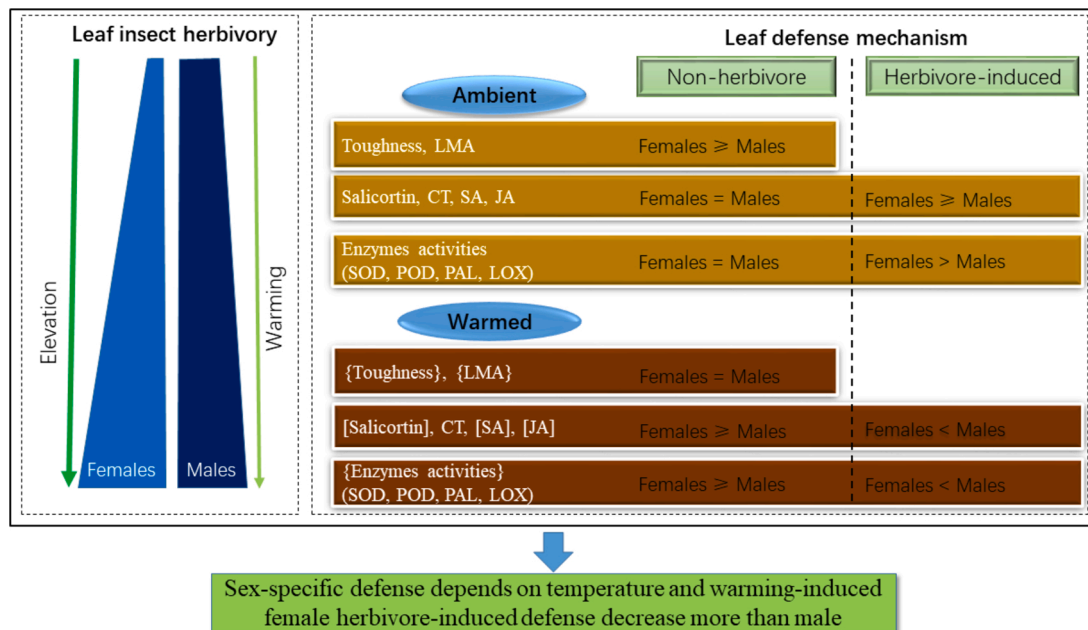 Leaf insect herbivory
Elevation
Females
Males
Warming
Leaf defense mechanism
Non-herbivore
Herbivore-induced
Ambient
Toughness, LMA
Females ⩾ Males
Salicortin, CT, SA, JA
Females = Males
Females ⩾ Males
Enzymes activities
(SOD, POD, PAL, LOX)
Females = Males
Females > Males
Warmed
{Toughness}, {LMA}
Females = Males
[Salicortin], CT, [SA], [JA]
Females ⩾ Males
Females < Males
{Enzymes activities}
(SOD, POD, PAL, LOX)
Females ⩾ Males
Females < Males
Sex-specific defense depends on temperature and warming-induced
female herbivore-induced defense decrease more than male